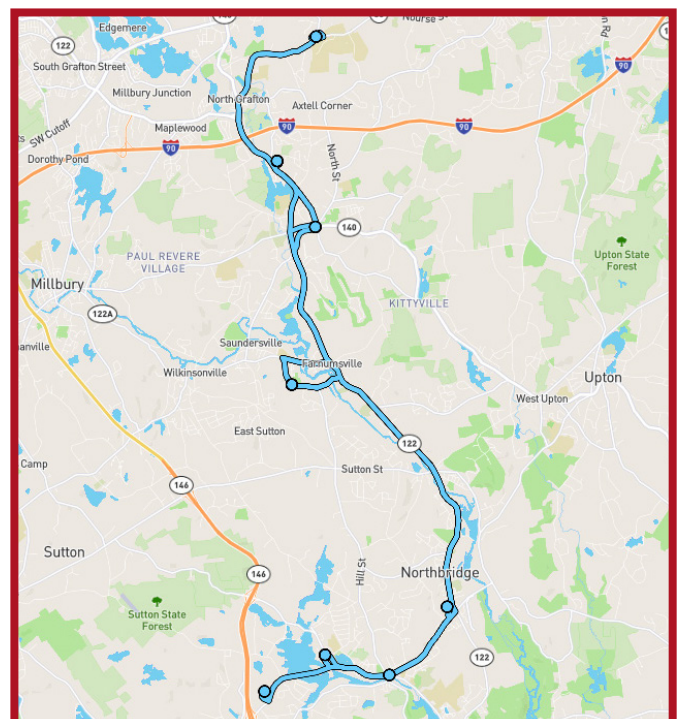 Edgemere
122
South Grafton Street
Nourse St
Millbury Junction
North Grafton
Axtell Corner
90
SW Cutoff
Maplewood
90
90
90
Dorothy Pond
North St
140
PAUL REVERE
VILLAGE
Upton State
Forest
Millbury
KITTYVILLE
122A
Saundersville
Farnumsville
Wilkinsonville
Upton
West Upton
East Sutton
122
Camp
Sutton St
146
Sutton
Hill St
146
Northbridge
Sutton State
Forest
122